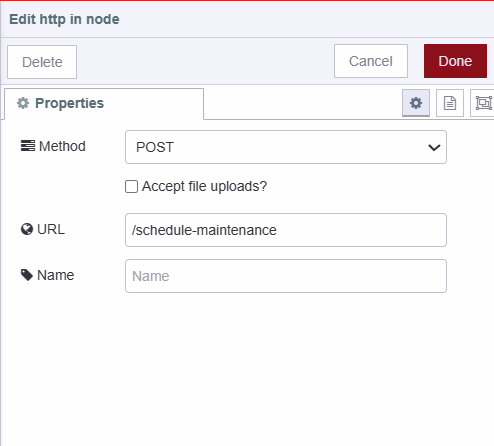 Edit http in node
Delete
Cancel
Done
Properties
Method
POST
Accept file uploads?
URL
/schedule-maintenance
Name
Name